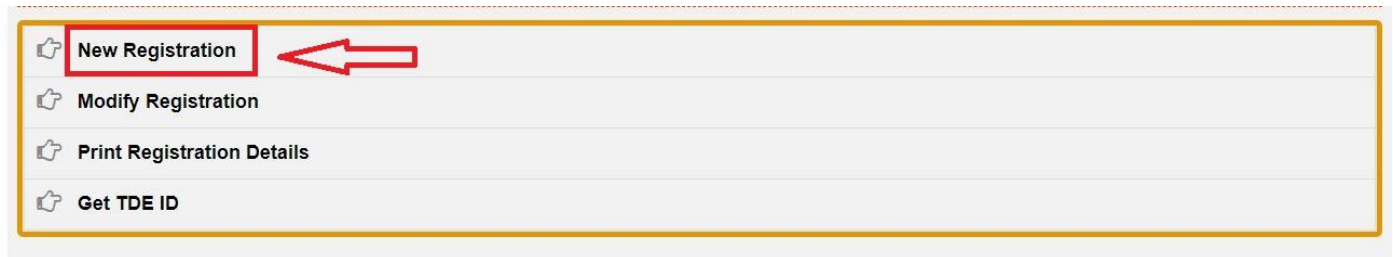 New Registration
Modify Registration
Print Registration Details
Get TDE ID